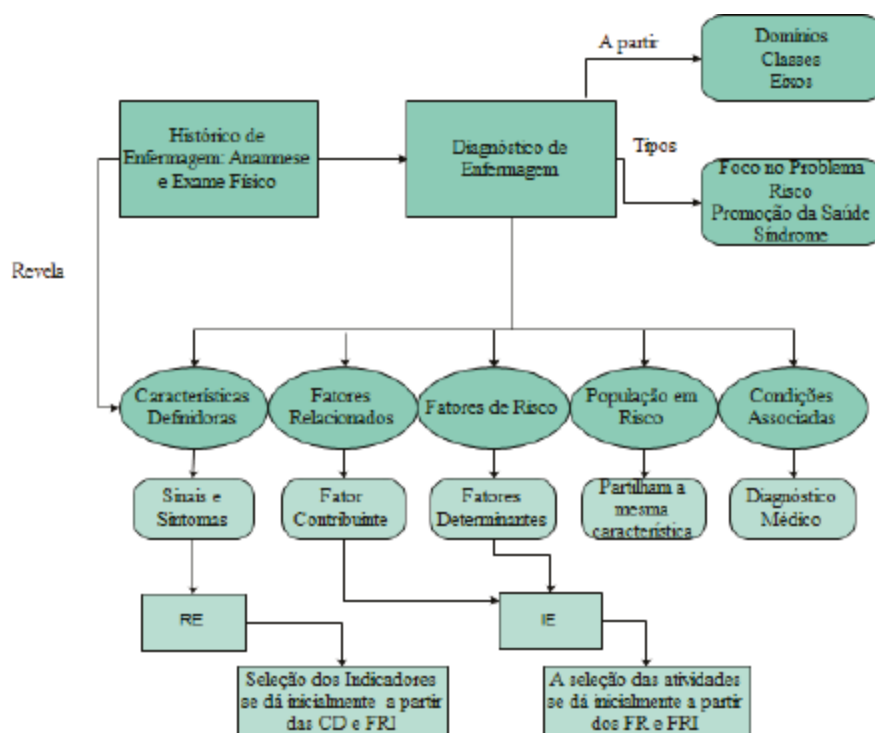 A partir
Domínios
Classes
Eixos
Histórico de
Enfermagem: Anamnese
e Exame Físico
Diagnóstico de
Enfermagem
Tipos
Foco no Problema
Risco
Promoção da Saúde
Síndrome
Revela
Características
Definidoras
Fatores
Relacionados
Fatores de Risco
População em
Risco
Condições
Associadas
Sinais e
Sintomas
Fator
Contribuinte
Fatores
Determinantes
Partilham a
mesma
característica
Diagnóstico
Médico
RE
IE
Seleção dos Indicadores
se dá inicialmente a partir
das CD e FRI
A seleção das atividades
se dá inicialmente a partir
dos FR e FRI